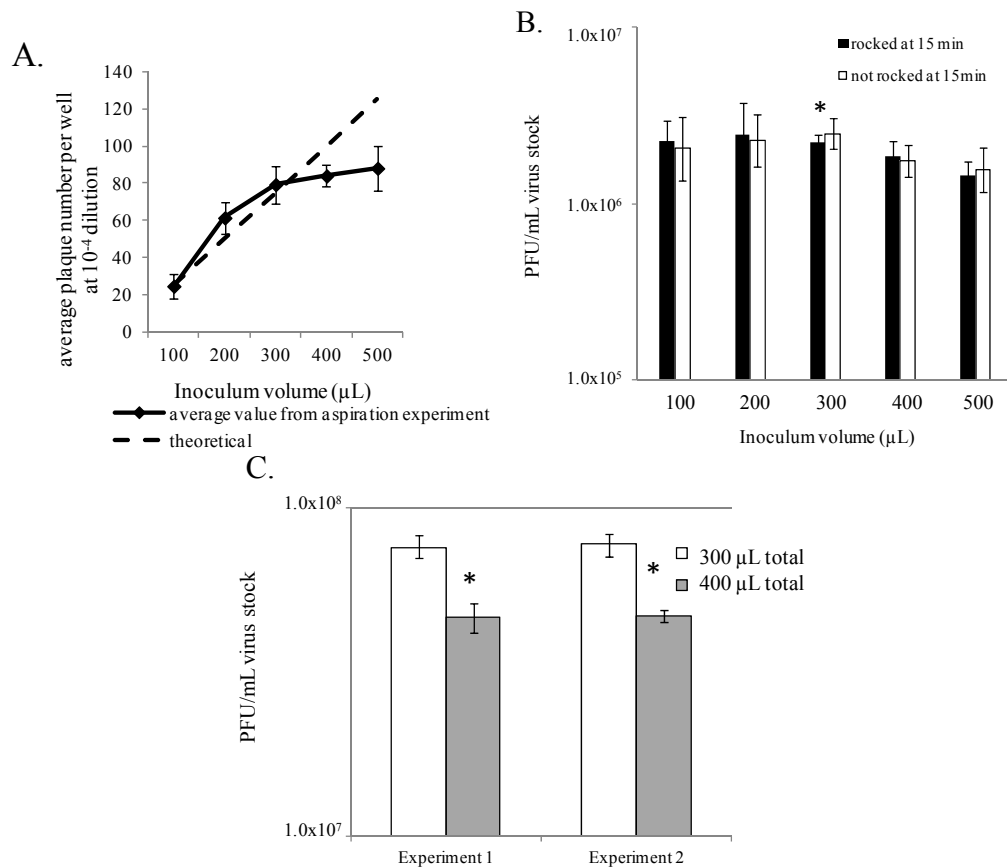 A.
average plaque number per well
at 10⁻⁴ dilution
140
120
100
80
60
40
20
0
100 200 300 400 500
Inoculum volume (µL)
average value from aspiration experiment
theoretical
B.
PFU/mL virus stock
1.0x10⁷
1.0x10⁶
1.0x10⁵
rocked at 15 min
not rocked at 15min
*
100 200 300 400 500
Inoculum volume (µL)
C.
PFU/mL virus stock
1.0x10⁸
1.0x10⁷
*
*
300 µL total
400 µL total
Experiment 1 Experiment 2